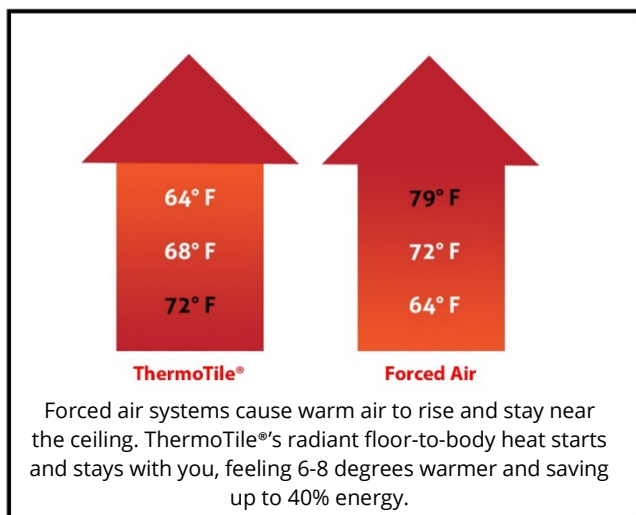 64° F
68° F
72° F
ThermoTile®
79° F
72° F
64° F
Forced Air
Forced air systems cause warm air to rise and stay near
the ceiling. ThermoTile®'s radiant floor-to-body heat starts
and stays with you, feeling 6-8 degrees warmer and saving
up to 40% energy.